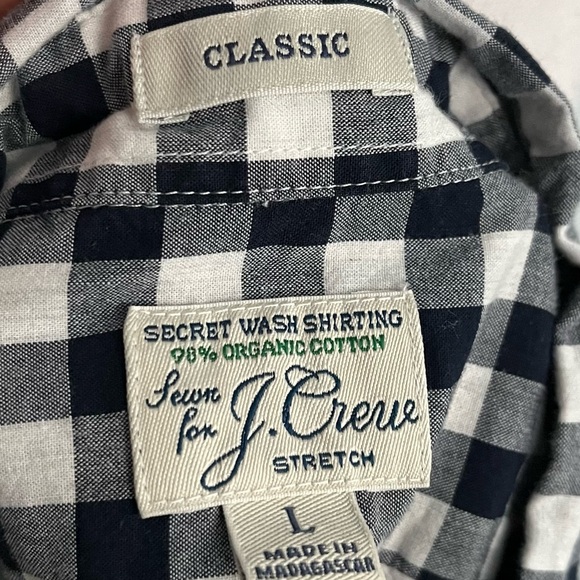 CLASSIC
SECRET WASH SHIRTING
98% ORGANIC COTTON
Sewn for J.Crew
STRETCH
L
MADE IN
MADAGASCAR